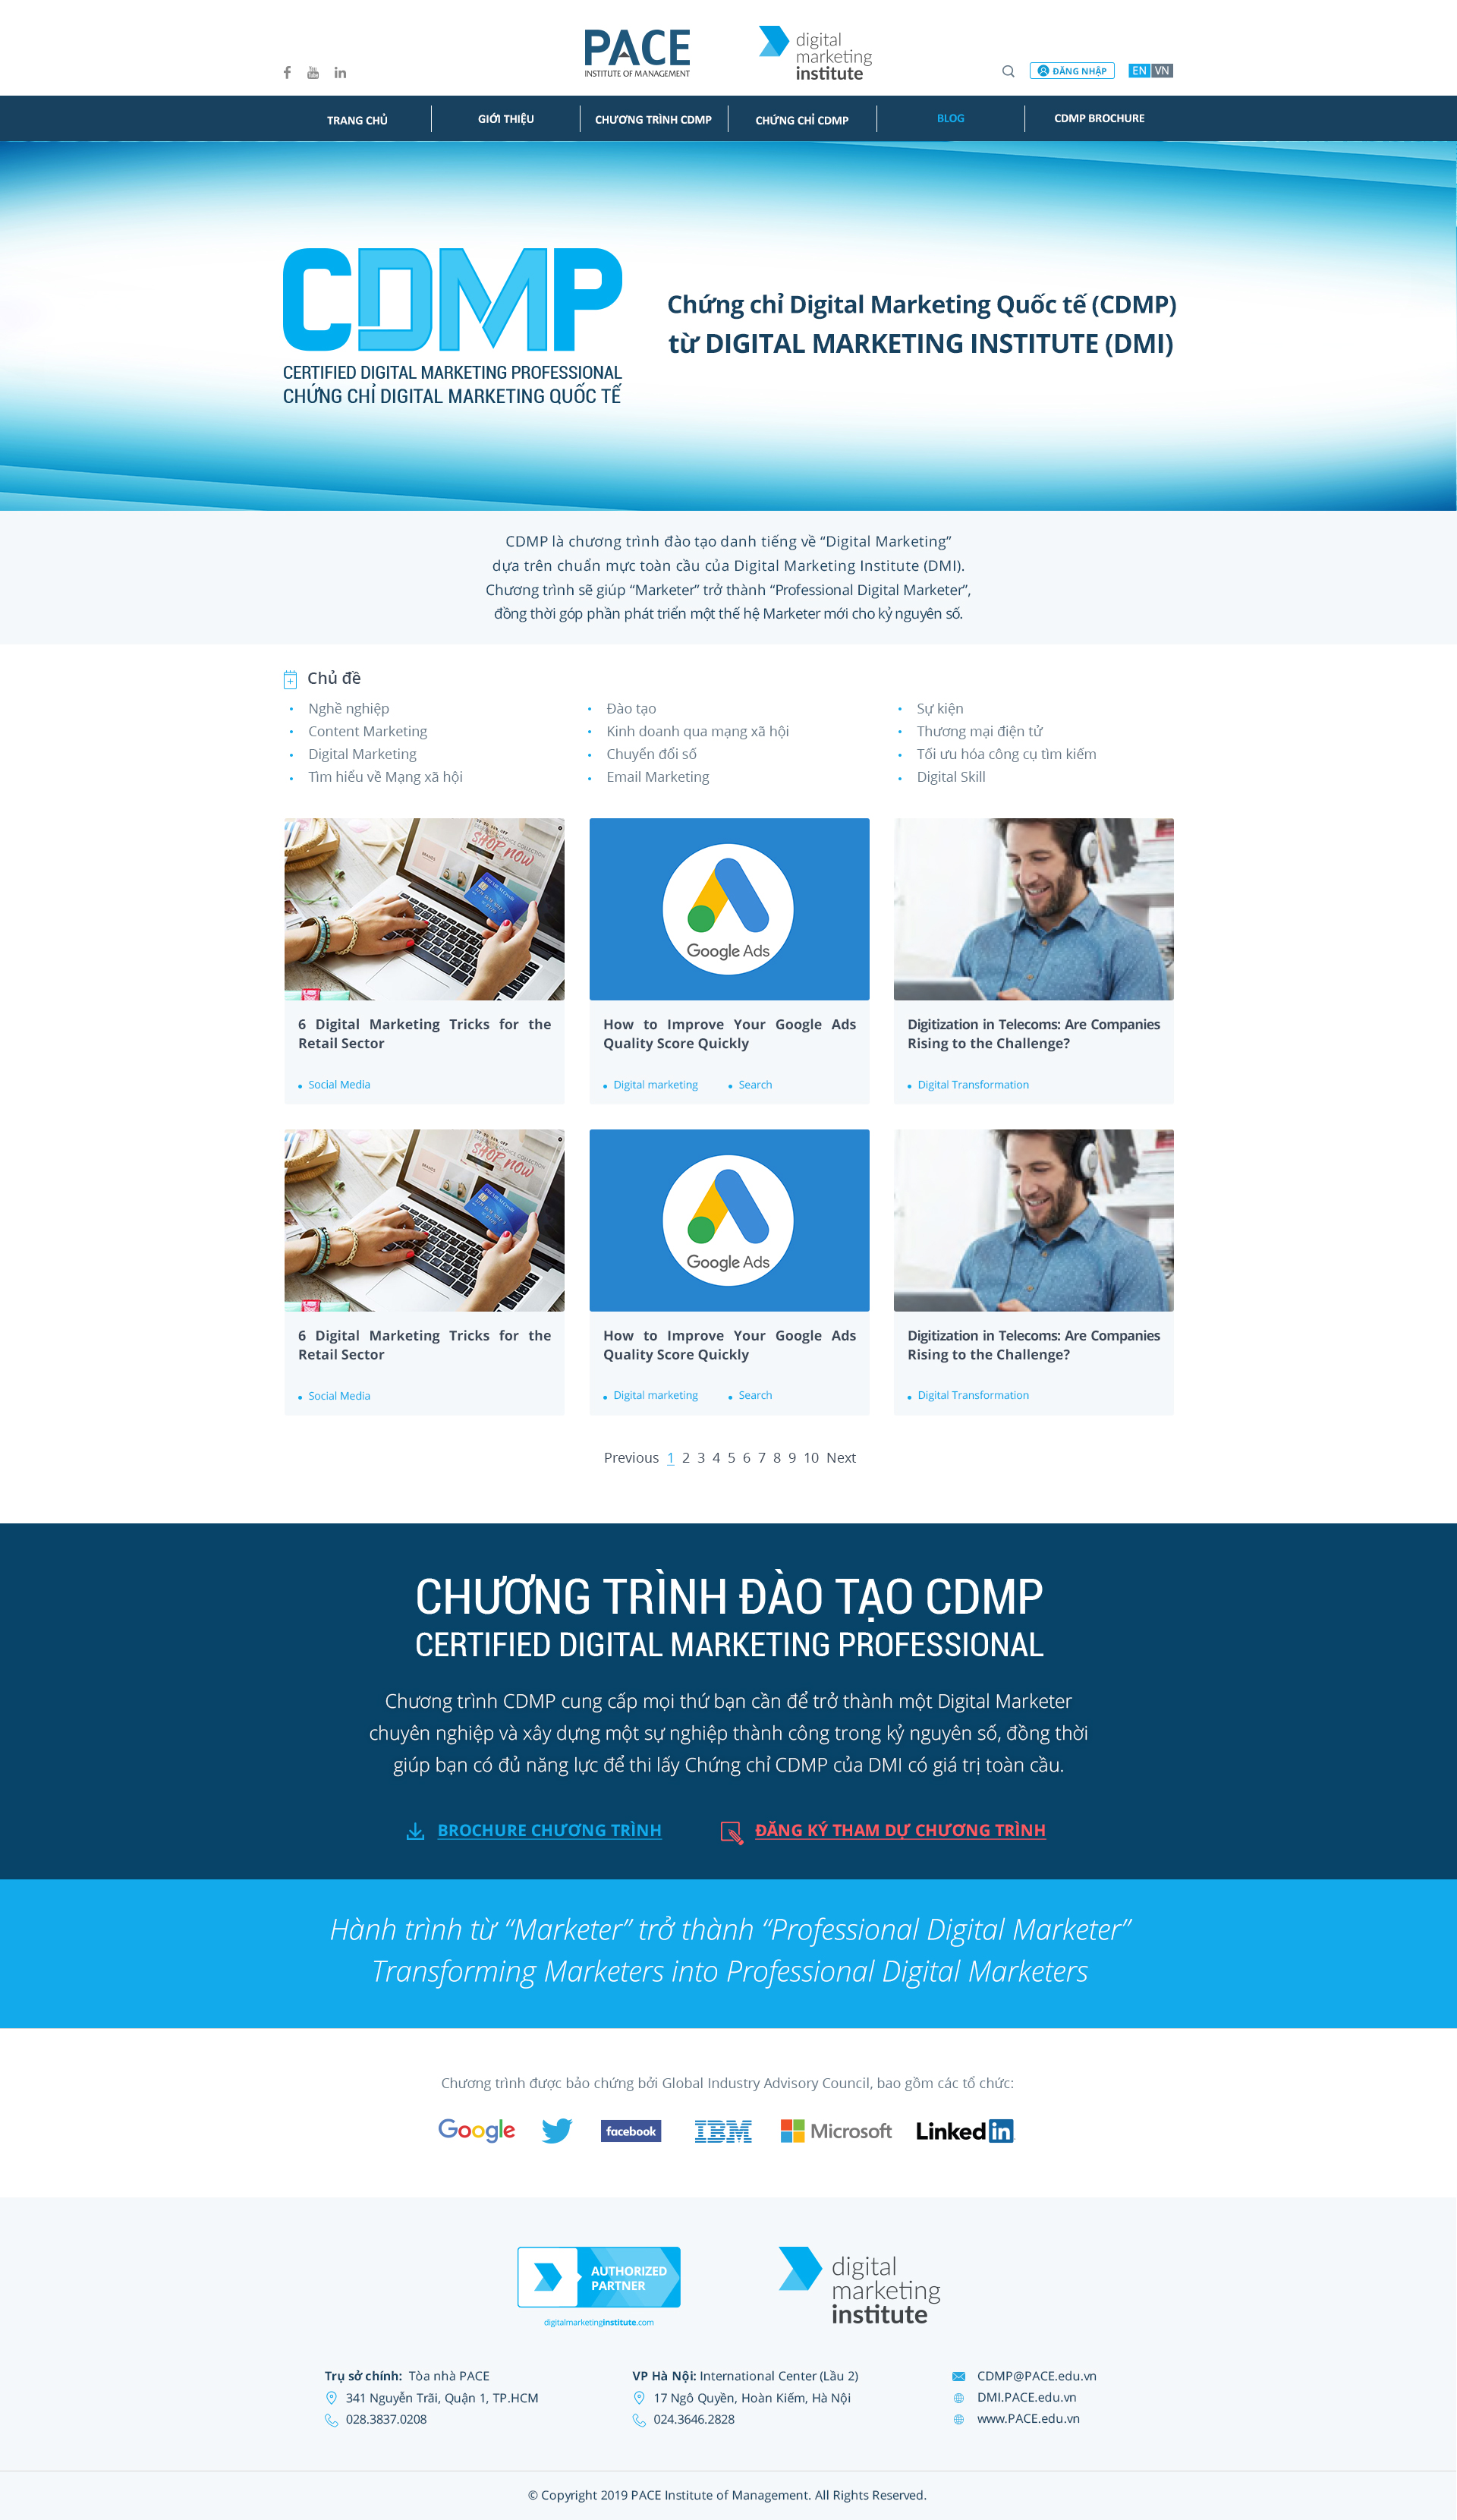 PACE
INSTITUTE OF MANAGEMENT
digital
marketing
institute
ĐĂNG NHẬP
EN VN
TRANG CHỦ
GIỚI THIỆU
CHƯƠNG TRÌNH CDMP
CHỨNG CHỈ CDMP
BLOG
CDMP BROCHURE
CDMP
CERTIFIED DIGITAL MARKETING PROFESSIONAL
CHỨNG CHỈ DIGITAL MARKETING QUỐC TẾ
Chứng chỉ Digital Marketing Quốc tế (CDMP)
từ DIGITAL MARKETING INSTITUTE (DMI)
CDMP là chương trình đào tạo danh tiếng về “Digital Marketing”
dựa trên chuẩn mực toàn cầu của Digital Marketing Institute (DMI).
Chương trình sẽ giúp “Marketer” trở thành “Professional Digital Marketer”,
đồng thời góp phần phát triển một thế hệ Marketer mới cho kỷ nguyên số.
Chủ đề
Nghề nghiệp
Content Marketing
Digital Marketing
Tìm hiểu về Mạng xã hội
Đào tạo
Kinh doanh qua mạng xã hội
Chuyển đổi số
Email Marketing
Sự kiện
Thương mại điện tử
Tối ưu hóa công cụ tìm kiếm
Digital Skill
SHOP NOW
Google Ads
6 Digital Marketing Tricks for the
Retail Sector
Social Media
How to Improve Your Google Ads
Quality Score Quickly
Digital marketing
Search
Digitization in Telecoms: Are Companies
Rising to the Challenge?
Digital Transformation
SHOP NOW
Google Ads
6 Digital Marketing Tricks for the
Retail Sector
Social Media
How to Improve Your Google Ads
Quality Score Quickly
Digital marketing
Search
Digitization in Telecoms: Are Companies
Rising to the Challenge?
Digital Transformation
Previous 1 2 3 4 5 6 7 8 9 10 Next
CHƯƠNG TRÌNH ĐÀO TẠO CDMP
CERTIFIED DIGITAL MARKETING PROFESSIONAL
Chương trình CDMP cung cấp mọi thứ bạn cần để trở thành một Digital Marketer
chuyên nghiệp và xây dựng một sự nghiệp thành công trong kỷ nguyên số, đồng thời
giúp bạn có đủ năng lực để thi lấy Chứng chỉ CDMP của DMI có giá trị toàn cầu.
BROCHURE CHƯƠNG TRÌNH
ĐĂNG KÝ THAM DỰ CHƯƠNG TRÌNH
Hành trình từ “Marketer” trở thành “Professional Digital Marketer”
Transforming Marketers into Professional Digital Marketers
Chương trình được bảo chứng bởi Global Industry Advisory Council, bao gồm các tổ chức:
Google
facebook
IBM
Microsoft
Linked in
AUTHORIZED
PARTNER
digitalmarketinginstitute.com
digital
marketing
institute
Trụ sở chính: Tòa nhà PACE
341 Nguyễn Trãi, Quận 1, TP.HCM
028.3837.0208
VP Hà Nội: International Center (Lầu 2)
17 Ngô Quyền, Hoàn Kiếm, Hà Nội
024.3646.2828
CDMP@PACE.edu.vn
DMI.PACE.edu.vn
www.PACE.edu.vn
© Copyright 2019 PACE Institute of Management. All Rights Reserved.